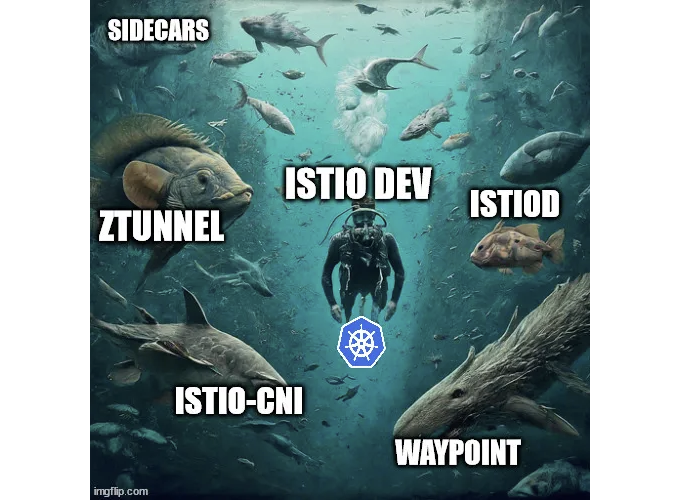 SIDECARS
ISTIO DEV
ISTIOD
ZTUNNEL
ISTIO-CNI
WAYPOINT
imgflip.com